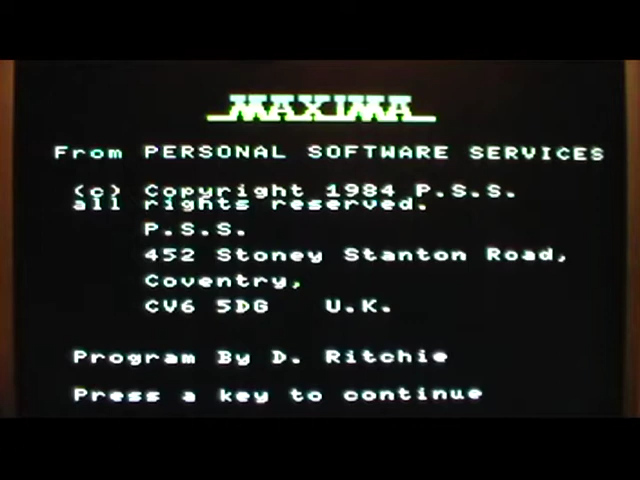 MAXIMA
From PERSONAL SOFTWARE SERVICES
(c) Copyright 1984 P.S.S.
all rights reserved.
P.S.S.
452 Stoney Stanton Road,
Coventry,
CV6 5DG U.K.
Program By D. Ritchie
Press a key to continue